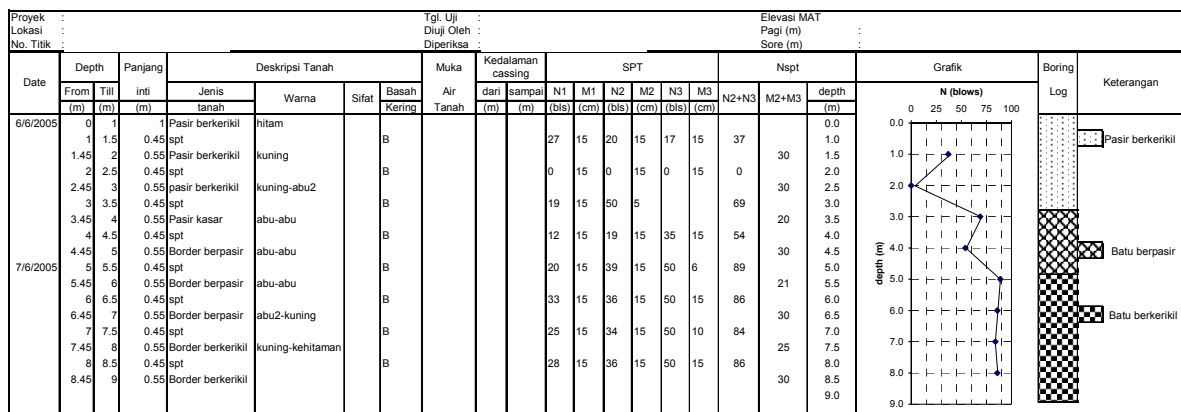 Proyek : Tgl. Uji : Elevasi MAT
Lokasi : Diuji Oleh : Pagi (m) :
No. Titik : Diperiksa : Sore (m) :
Date Depth Panjang Deskripsi Tanah Muka Kedalaman cassing SPT Nspt Grafik Boring Keterangan
From Till inti Jenis Warna Sifat Basah Air dari sampai N1 M1 N2 M2 N3 M3 N2+N3 M2+M3 depth N (blows) Log
(m) (m) (m) tanah Kering Tanah (m) (m) (bls) (cm) (bls) (cm) (bls) (cm) (m) 0 25 50 75 100
6/6/2005 0 1 1 Pasir berkerikil hitam 0.0 0.0
1 1.5 0.45 spt B 27 15 20 15 17 15 37 1.0 Pasir berkerikil
1.45 2 0.55 Pasir berkerikil kuning 30 1.5 1.0
2 2.5 0.45 spt B 0 15 0 15 0 15 0 2.0
2.45 3 0.55 pasir berkerikil kuning-abu2 30 2.5 2.0
3 3.5 0.45 spt B 19 15 50 5 69 3.0
3.45 4 0.55 Pasir kasar abu-abu 20 3.5 3.0
4 4.5 0.45 spt B 12 15 19 15 35 15 54 4.0
4.45 5 0.55 Border berpasir abu-abu 30 4.5 4.0 Batu berpasir
7/6/2005 5 5.5 0.45 spt B 20 15 39 15 50 6 89 5.0
5.45 6 0.55 Border berpasir abu-abu 21 5.5 5.0
6 6.5 0.45 spt B 33 15 36 15 50 15 86 6.0
6.45 7 0.55 Border berpasir abu2-kuning 30 6.5 6.0 Batu berkerikil
7 7.5 0.45 spt B 25 15 34 15 50 10 84 7.0
7.45 8 0.55 Border berkerikil kuning-kehitaman 25 7.5 7.0
8 8.5 0.45 spt B 28 15 36 15 50 15 86 8.0
8.45 9 0.55 Border berkerikil 30 8.5 8.0
9.0 9.0
depth (m)